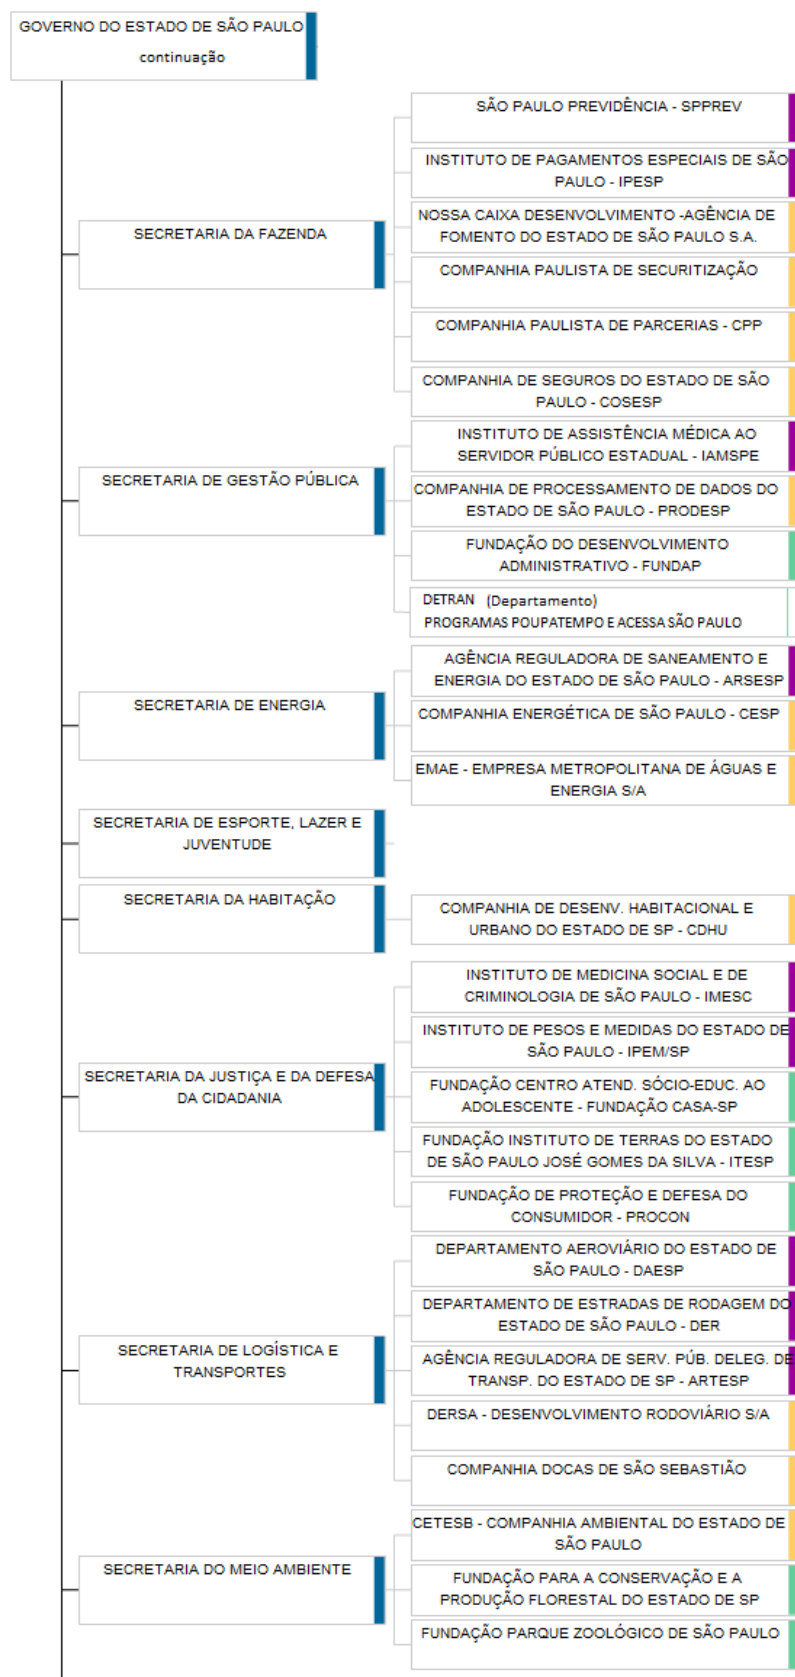 GOVERNO DO ESTADO DE SÃO PAULO
continuação
SECRETARIA DA FAZENDA
SÃO PAULO PREVIDÊNCIA - SPPREV
INSTITUTO DE PAGAMENTOS ESPECIAIS DE SÃO
PAULO - IPESP
NOSSA CAIXA DESENVOLVIMENTO -AGÊNCIA DE
FOMENTO DO ESTADO DE SÃO PAULO S.A.
COMPANHIA PAULISTA DE SECURITIZAÇÃO
COMPANHIA PAULISTA DE PARCERIAS - CPP
COMPANHIA DE SEGUROS DO ESTADO DE SÃO
PAULO - COSESP
SECRETARIA DE GESTÃO PÚBLICA
INSTITUTO DE ASSISTÊNCIA MÉDICA AO
SERVIDOR PÚBLICO ESTADUAL - IAMSPE
COMPANHIA DE PROCESSAMENTO DE DADOS DO
ESTADO DE SÃO PAULO - PRODESP
FUNDAÇÃO DO DESENVOLVIMENTO
ADMINISTRATIVO - FUNDAP
DETRAN (Departamento)
PROGRAMAS POUPATEMPO E ACESSA SÃO PAULO
SECRETARIA DE ENERGIA
AGÊNCIA REGULADORA DE SANEAMENTO E
ENERGIA DO ESTADO DE SÃO PAULO - ARSESP
COMPANHIA ENERGÉTICA DE SÃO PAULO - CESP
EMAE - EMPRESA METROPOLITANA DE ÁGUAS E
ENERGIA S/A
SECRETARIA DE ESPORTE, LAZER E
JUVENTUDE
SECRETARIA DA HABITAÇÃO
COMPANHIA DE DESENV. HABITACIONAL E
URBANO DO ESTADO DE SP - CDHU
SECRETARIA DA JUSTIÇA E DA DEFESA
DA CIDADANIA
INSTITUTO DE MEDICINA SOCIAL E DE
CRIMINOLOGIA DE SÃO PAULO - IMESC
INSTITUTO DE PESOS E MEDIDAS DO ESTADO DE
SÃO PAULO - IPEM/SP
FUNDAÇÃO CENTRO ATEND. SÓCIO-EDUC. AO
ADOLESCENTE - FUNDAÇÃO CASA-SP
FUNDAÇÃO INSTITUTO DE TERRAS DO ESTADO
DE SÃO PAULO JOSÉ GOMES DA SILVA - ITESP
FUNDAÇÃO DE PROTEÇÃO E DEFESA DO
CONSUMIDOR - PROCON
SECRETARIA DE LOGÍSTICA E
TRANSPORTES
DEPARTAMENTO AEROVIÁRIO DO ESTADO DE
SÃO PAULO - DAESP
DEPARTAMENTO DE ESTRADAS DE RODAGEM DO
ESTADO DE SÃO PAULO - DER
AGÊNCIA REGULADORA DE SERV. PÚB. DELEG. DE
TRANSP. DO ESTADO DE SP - ARTESP
DERSA - DESENVOLVIMENTO RODOVIÁRIO S/A
COMPANHIA DOCAS DE SÃO SEBASTIÃO
SECRETARIA DO MEIO AMBIENTE
CETESB - COMPANHIA AMBIENTAL DO ESTADO DE
SÃO PAULO
FUNDAÇÃO PARA A CONSERVAÇÃO E A
PRODUÇÃO FLORESTAL DO ESTADO DE SP
FUNDAÇÃO PARQUE ZOOLÓGICO DE SÃO PAULO